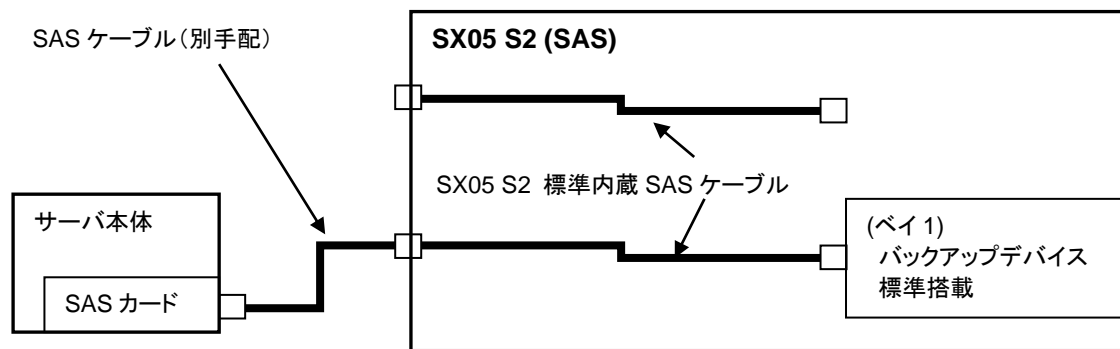 SAS ケーブル（別手配）
SX05 S2 (SAS)
SX05 S2 標準内蔵 SAS ケーブル
サーバ本体
SAS カード
(ベイ 1)
バックアップデバイス
標準搭載